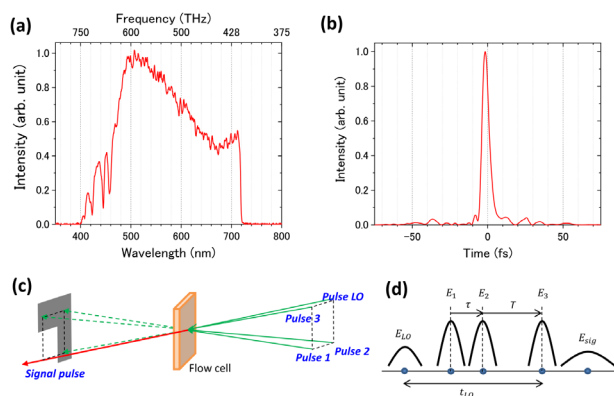 (a)
Frequency (THz)
750 600 500 428 375
Intensity (arb. unit)
1.0
0.8
0.6
0.4
0.2
0.0
400 500 600 700 800
Wavelength (nm)
(b)
Intensity (arb. unit)
1.0
0.8
0.6
0.4
0.2
0.0
-50 0 50
Time (fs)
(c)
Pulse LO
Pulse 3
Pulse 2
Pulse 1
Signal pulse
Flow cell
(d)
E1 E2 E3
τ T
ELO
Esig
tLO